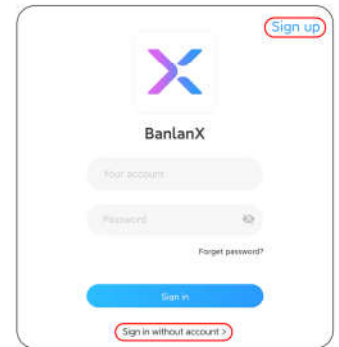 Sign up
BanlanX
Your account
Password
Forget password?
Sign in
Sign in without account >